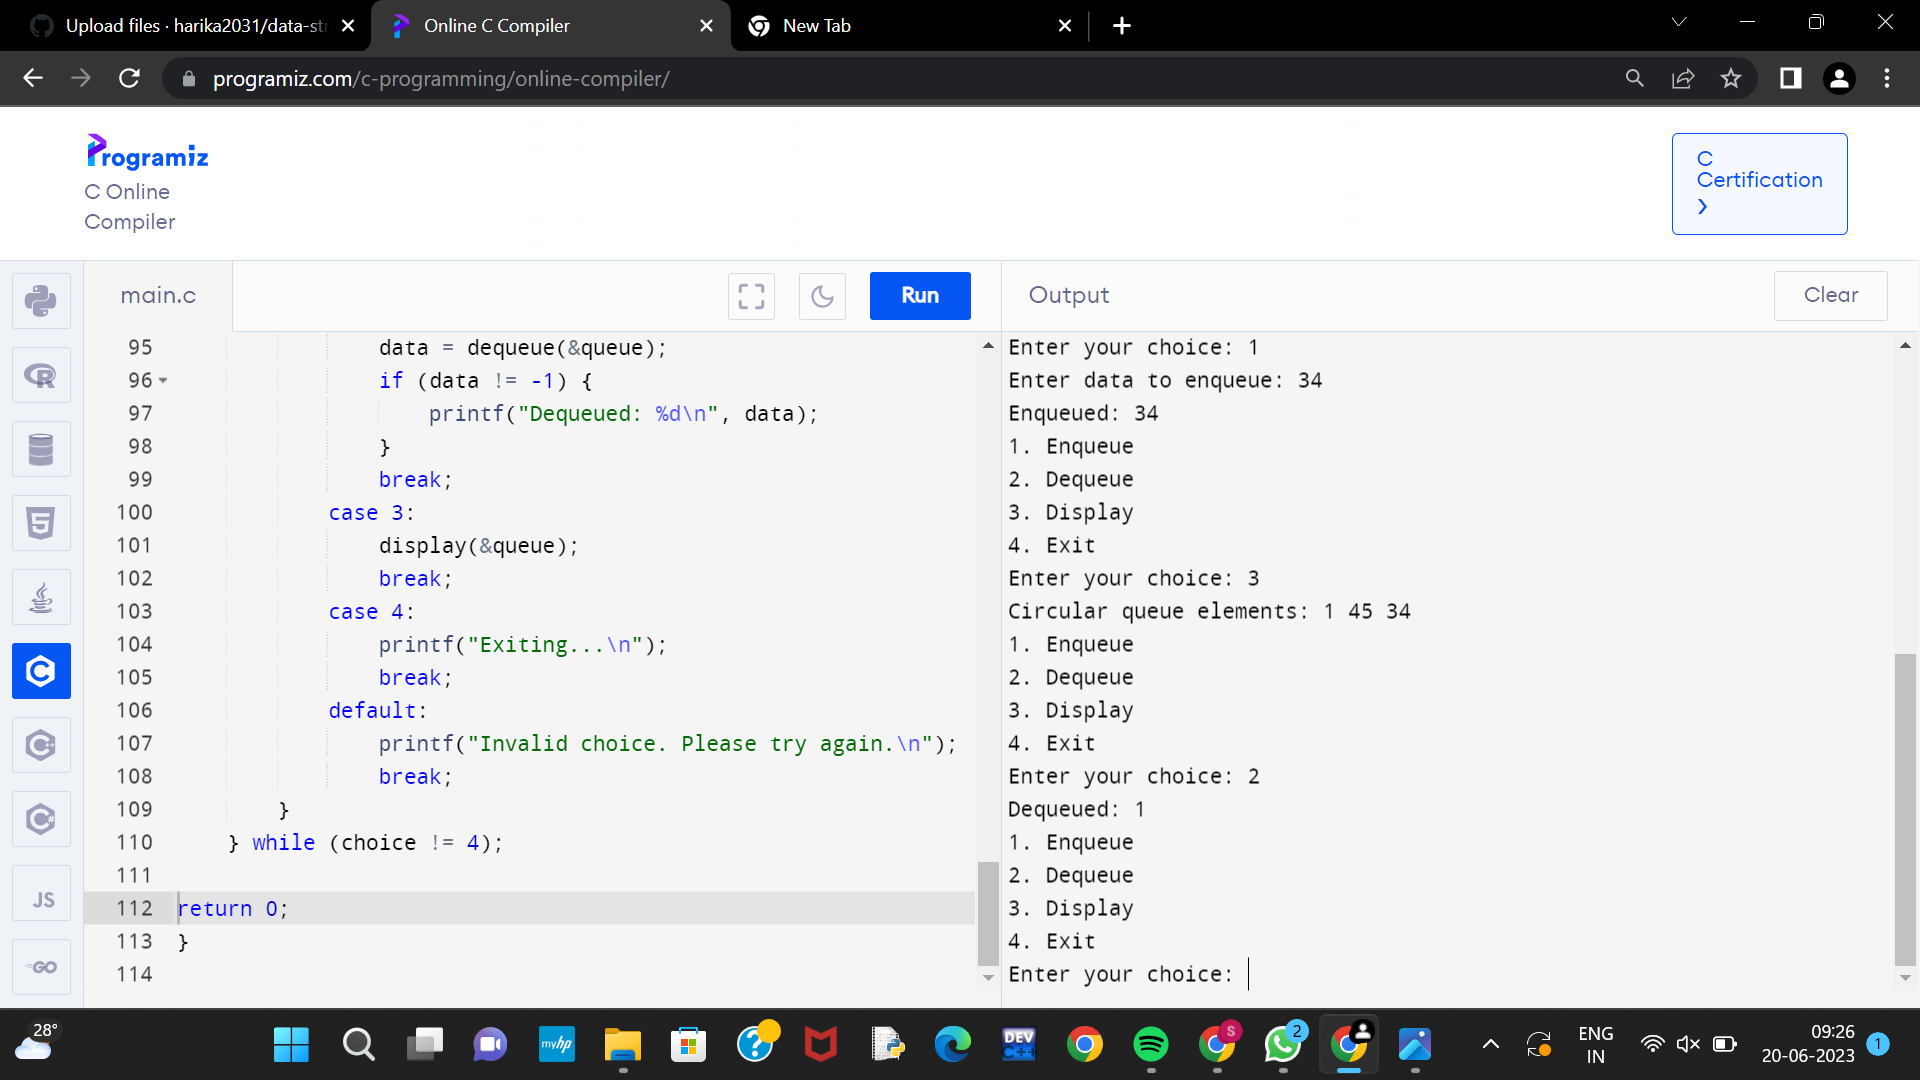 Upload files · harika2031/data-str
Online C Compiler
New Tab
programiz.com/c-programming/online-compiler/
Programiz
C Online
Compiler
C
Certification
main.c
Run
Output
Clear
95 data = dequeue(&queue);
96 if (data != -1) {
97 printf("Dequeued: %d\n", data);
98 }
99 break;
100 case 3:
101 display(&queue);
102 break;
103 case 4:
104 printf("Exiting...\n");
105 break;
106 default:
107 printf("Invalid choice. Please try again.\n");
108 break;
109 }
110 } while (choice != 4);
111
112 return 0;
113 }
114
Enter your choice: 1
Enter data to enqueue: 34
Enqueued: 34
1. Enqueue
2. Dequeue
3. Display
4. Exit
Enter your choice: 3
Circular queue elements: 1 45 34
1. Enqueue
2. Dequeue
3. Display
4. Exit
Enter your choice: 2
Dequeued: 1
1. Enqueue
2. Dequeue
3. Display
4. Exit
Enter your choice:
R
5
C
JS
GO
28°
myhp
DEV
C++
S
2
ENG
IN
09:26
20-06-2023
1